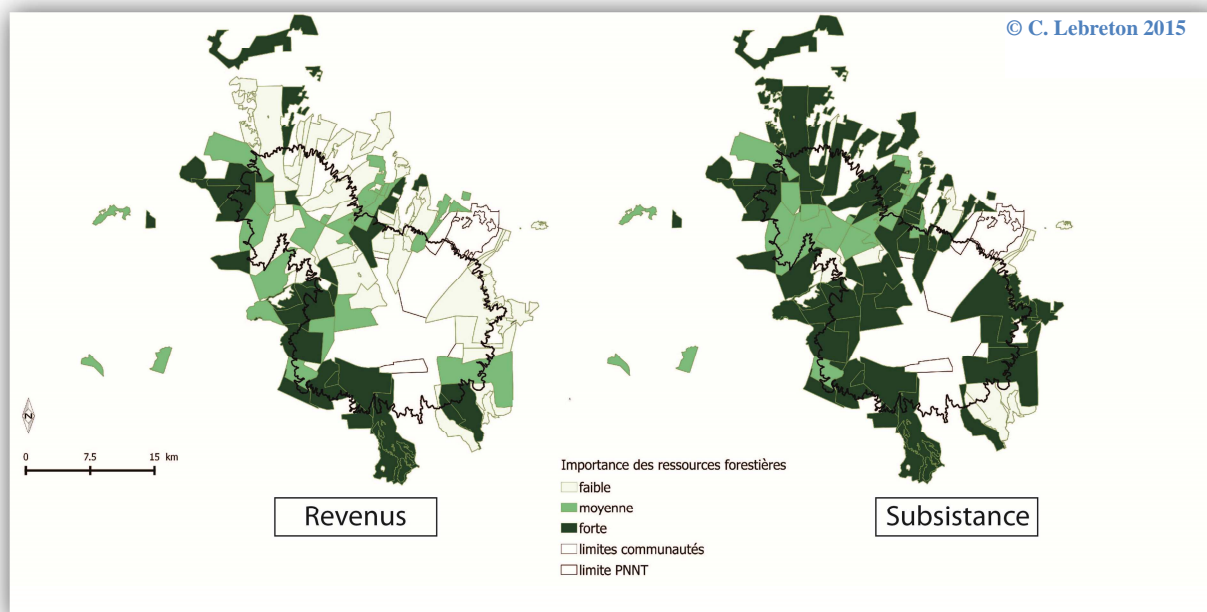 © C. Lebreton 2015
N
0 7.5 15 km
Revenus
Importance des ressources forestières
faible
moyenne
forte
limites communautés
limite PNNT
Subsistance